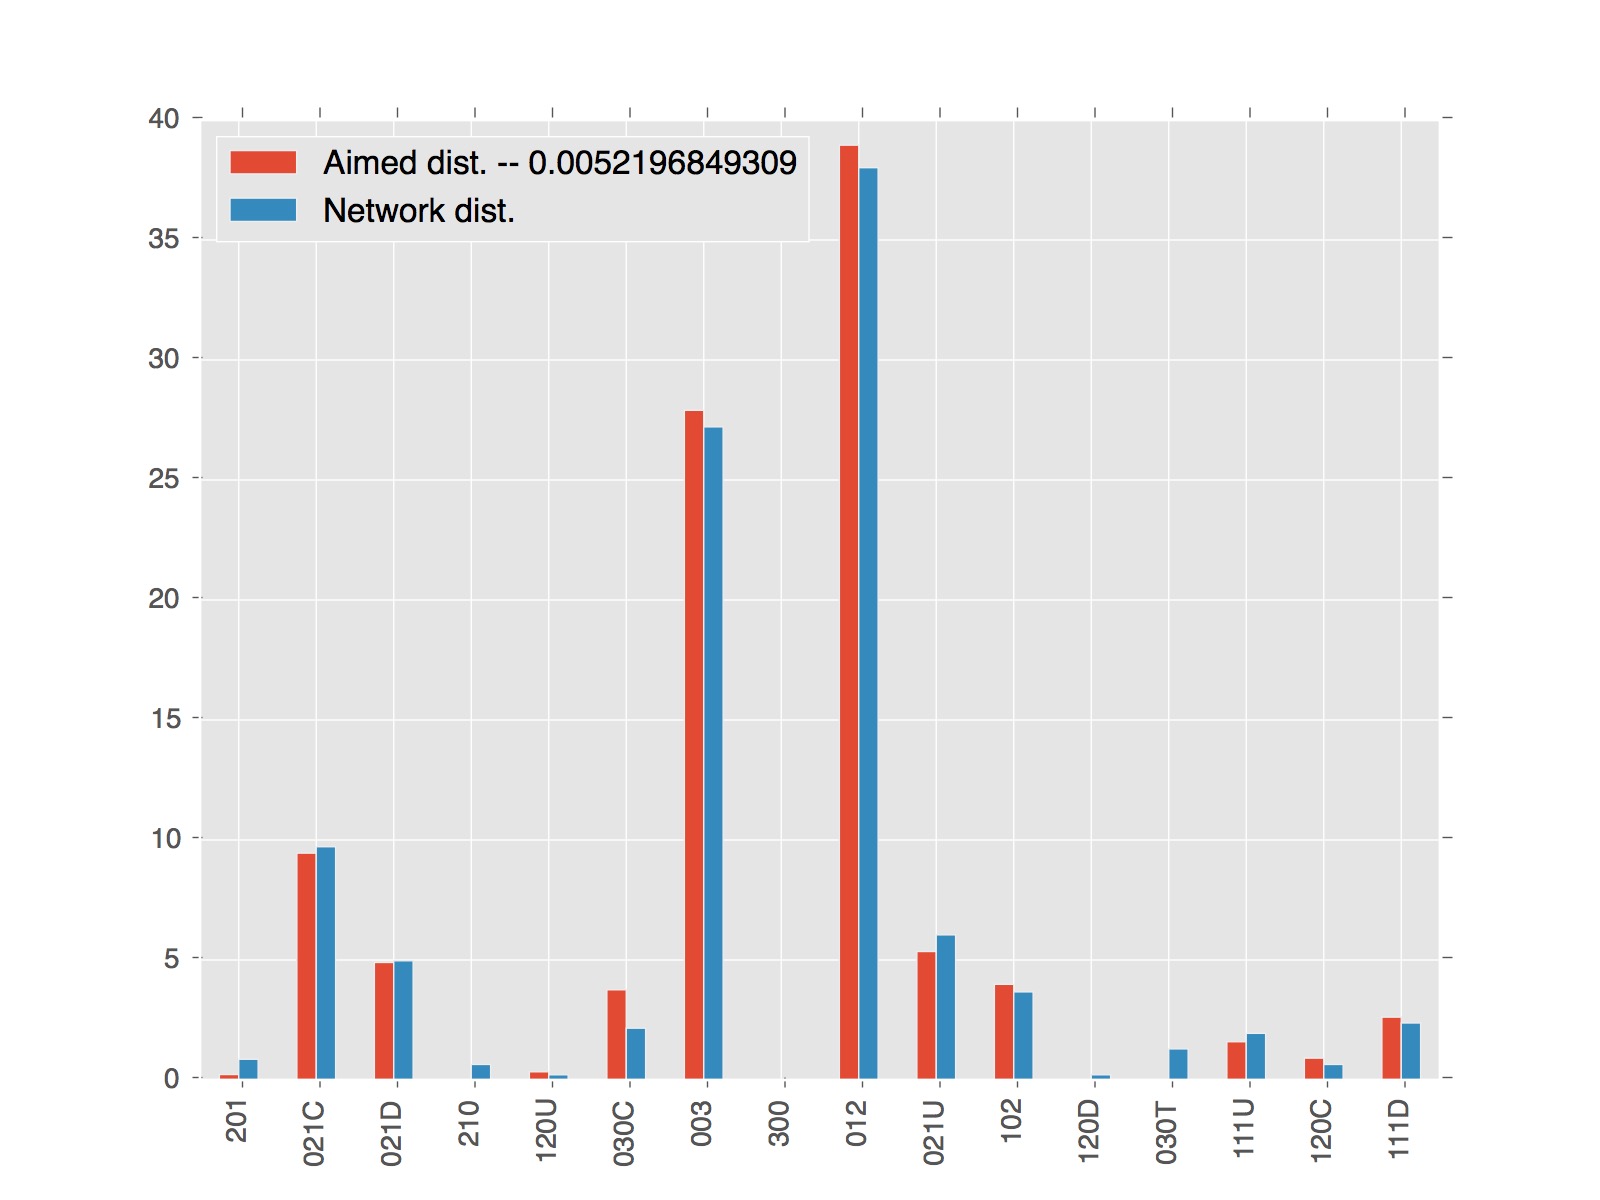 40
35
30
25
20
15
10
5
0
Aimed dist. -- 0.0052196849309
Network dist.
201
021C
021D
210
120U
030C
003
300
012
021U
102
120D
030T
111U
120C
111D